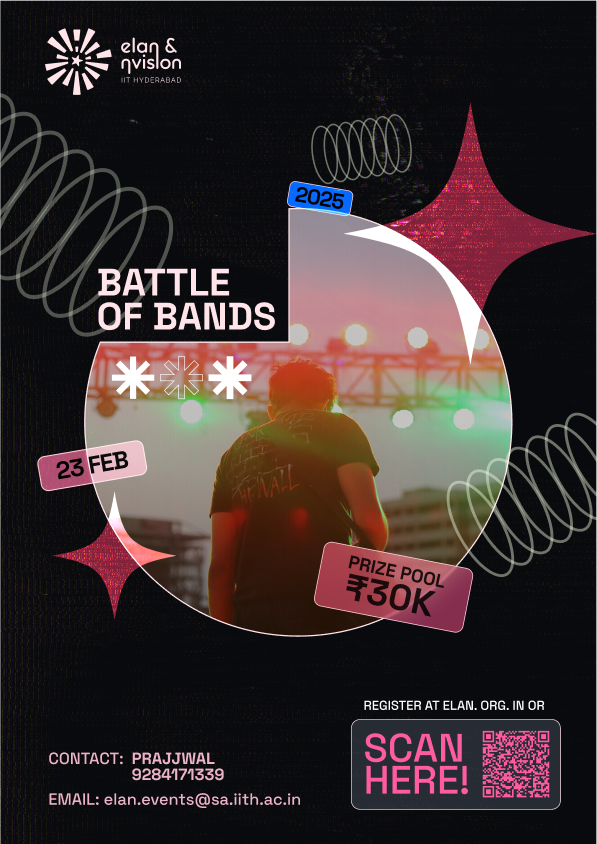 elan &
ηvision
IIT HYDERABAD
2025
BATTLE
OF BANDS
23 FEB
PRIZE POOL
₹30K
REGISTER AT ELAN. ORG. IN OR
SCAN
HERE!
CONTACT: PRAJJWAL
9284171339
EMAIL: elan.events@sa.iith.ac.in